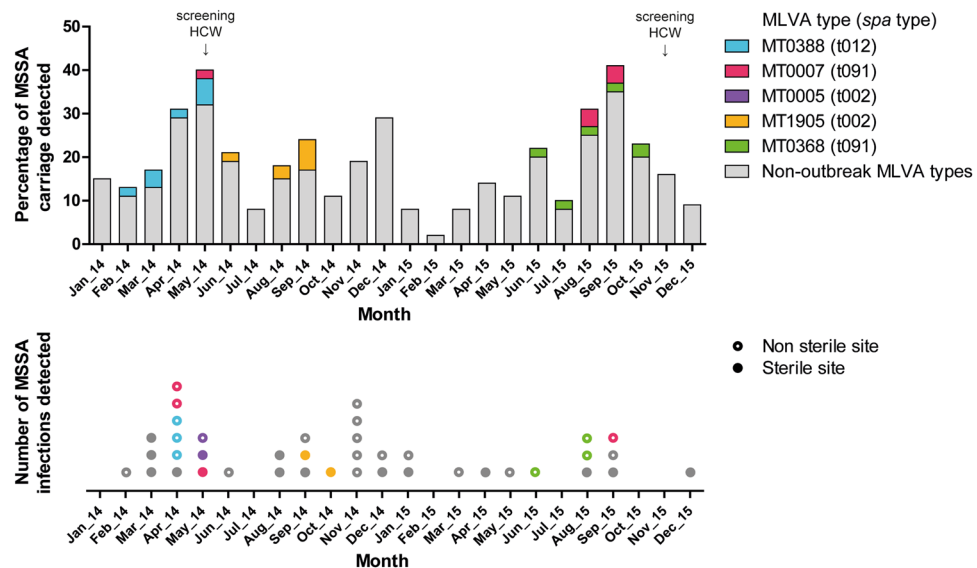 screening
HCW
↓
screening
HCW
↓
MLVA type (spa type)
MT0388 (t012)
MT0007 (t091)
MT0005 (t002)
MT1905 (t002)
MT0368 (t091)
Non-outbreak MLVA types
Percentage of MSSA
carriage detected
50
40
30
20
10
0
Jan_14 Feb_14 Mar_14 Apr_14 May_14 Jun_14 Jul_14 Aug_14 Sep_14 Oct_14 Nov_14 Dec_14 Jan_15 Feb_15 Mar_15 Apr_15 May_15 Jun_15 Jul_15 Aug_15 Sep_15 Oct_15 Nov_15 Dec_15
Month
Non sterile site
Sterile site
Number of MSSA
infections detected
Jan_14 Feb_14 Mar_14 Apr_14 May_14 Jun_14 Jul_14 Aug_14 Sep_14 Oct_14 Nov_14 Dec_14 Jan_15 Feb_15 Mar_15 Apr_15 May_15 Jun_15 Jul_15 Aug_15 Sep_15 Oct_15 Nov_15 Dec_15
Month